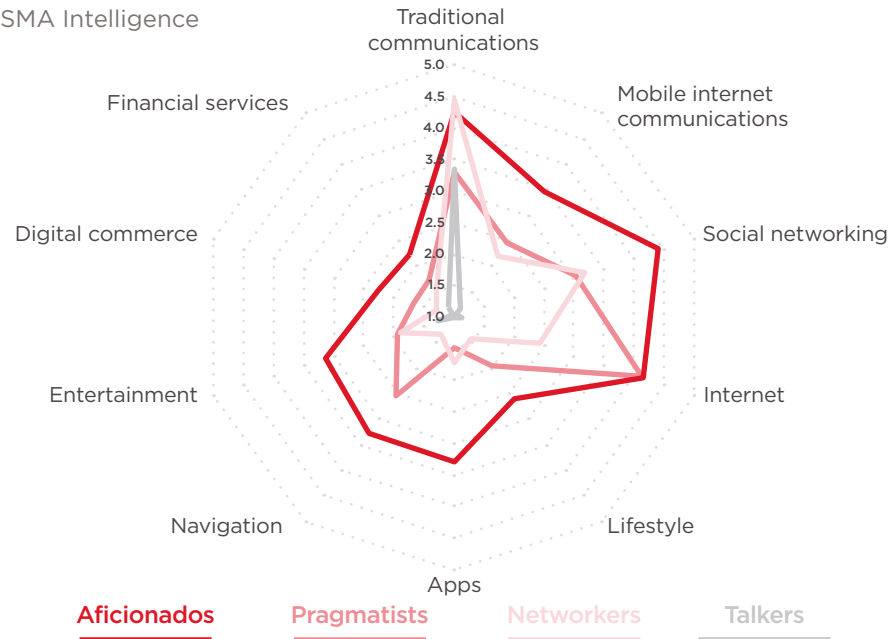 SMA Intelligence
Traditional
communications
Financial services
Mobile internet
communications
Digital commerce
Social networking
Entertainment
Internet
Navigation
Lifestyle
Apps
5.0
4.5
4.0
3.5
3.0
2.5
2.0
1.5
1.0
Aficionados
Pragmatists
Networkers
Talkers